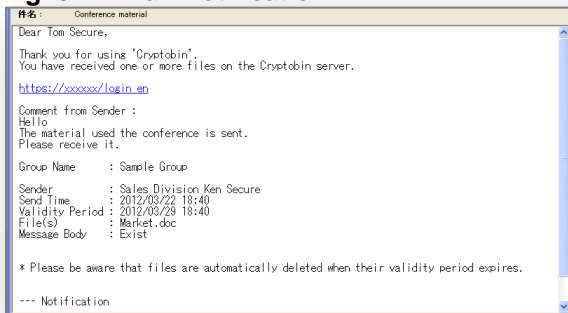 件名： Conference material
Dear Tom Secure,
Thank you for using 'Cryptobin'.
You have received one or more files on the Cryptobin server.
https://xxxxxx/login_en
Comment from Sender :
Hello
The material used the conference is sent.
Please receive it.
Group Name : Sample Group
Sender : Sales Division Ken Secure
Send Time : 2012/03/22 18:40
Validity Period : 2012/03/29 18:40
File(s) : Market.doc
Message Body : Exist
* Please be aware that files are automatically deleted when their validity period expires.
--- Notification